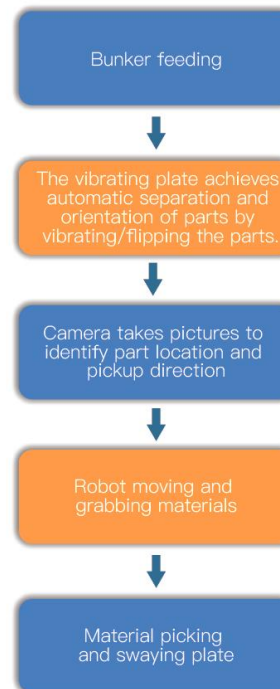 Bunker feeding
The vibrating plate achieves
automatic separation and
orientation of parts by
vibrating/flipping the parts.
Camera takes pictures to
identify part location and
pickup direction
Robot moving and
grabbing materials
Material picking
and swaying plate